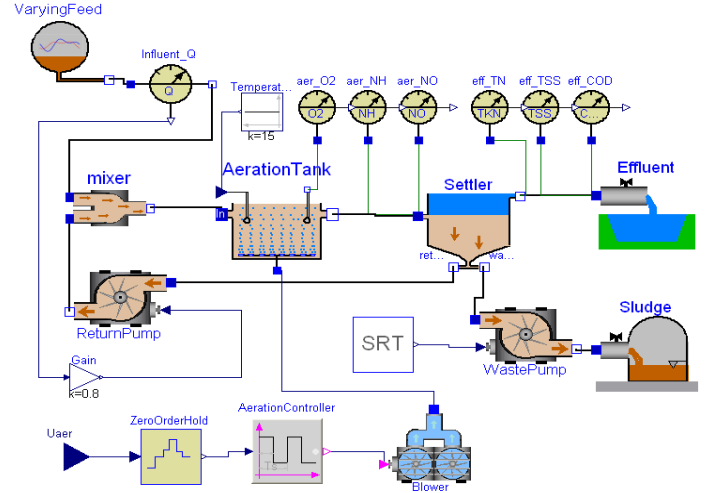 VaryingFeed
Influent_Q
Q
Temperat...
k=15
aer_O2
aer_NH
aer_NO
O2
NH
NO
eff_TN
eff_TSS
eff_COD
TKN
TSS
C...
mixer
AerationTank
In
Settler
Effluent
ret...
wa...
ReturnPump
Gain
k=0.8
SRT
WastePump
Sludge
Uaer
ZeroOrderHold
AerationController
Ts
Blower